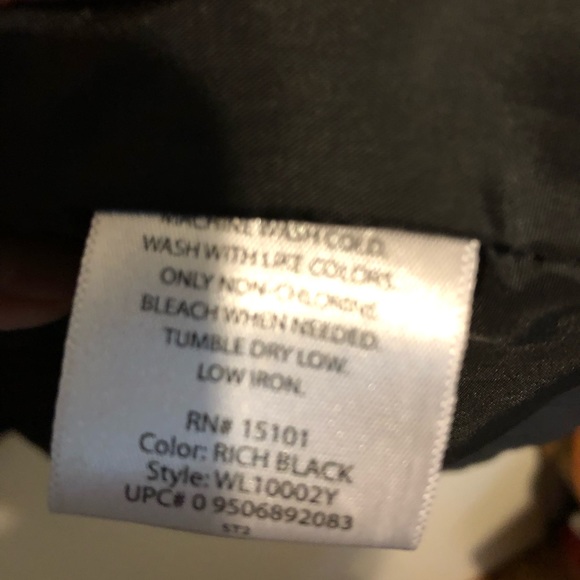 MACHINE WASH COLD.
WASH WITH LIKE COLORS.
ONLY NON-CHLORINE
BLEACH WHEN NEEDED.
TUMBLE DRY LOW.
LOW IRON.
RN# 15101
Color: RICH BLACK
Style: WL10002Y
UPC# 0 9506892083
ST2